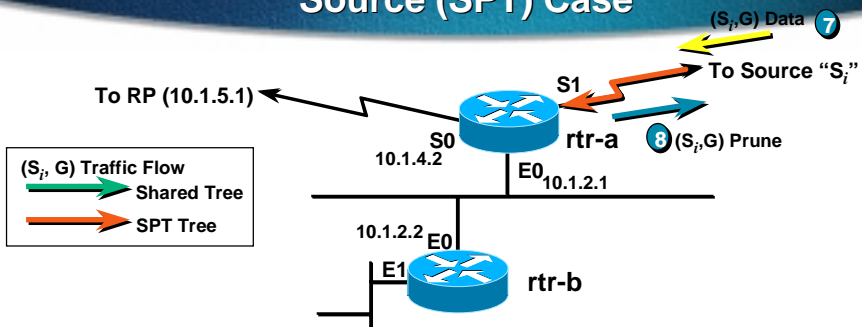 Source (SPT) Case
(Si,G) Data 7
To Source “Si”
S1
To RP (10.1.5.1)
S0
rtr-a
8 (Si,G) Prune
10.1.4.2
E0 10.1.2.1
(Si, G) Traffic Flow
Shared Tree
SPT Tree
10.1.2.2 E0
E1
rtr-b